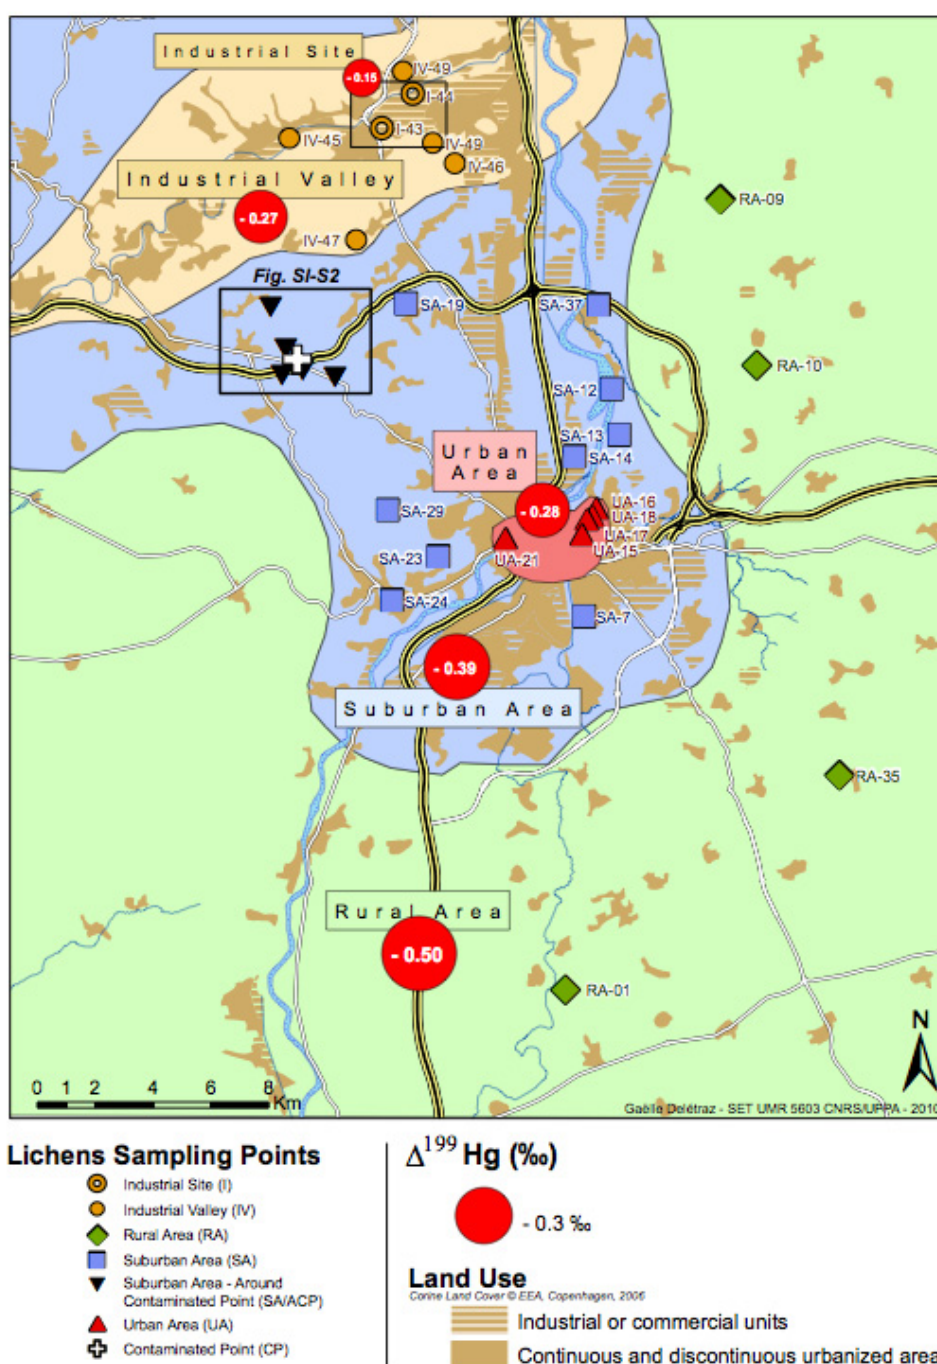 Industrial Site
- 0.15
IV-49
I-44
I-43
IV-49
IV-45
IV-46
Industrial Valley
- 0.27
IV-47
RA-09
Fig. SI-S2
SA-19
SA-37
RA-10
SA-12
SA-13
SA-14
Urban
Area
- 0.28
UA-16
UA-18
UA-17
UA-15
UA-21
SA-29
SA-23
SA-24
SA-7
- 0.39
Suburban Area
RA-35
Rural Area
- 0.50
RA-01
N
0 1 2 4 6 8
Km
Gaëlle Delétraz - SET UMR 5603 CNRS/UPPA - 2010
Lichens Sampling Points
Industrial Site (I)
Industrial Valley (IV)
Rural Area (RA)
Suburban Area (SA)
Suburban Area - Around
Contaminated Point (SA/ACP)
Urban Area (UA)
Contaminated Point (CP)
Δ199 Hg (‰)
- 0.3 ‰
Land Use
Corine Land Cover © EEA, Copenhagen, 2006
Industrial or commercial units
Continuous and discontinuous urbanized area